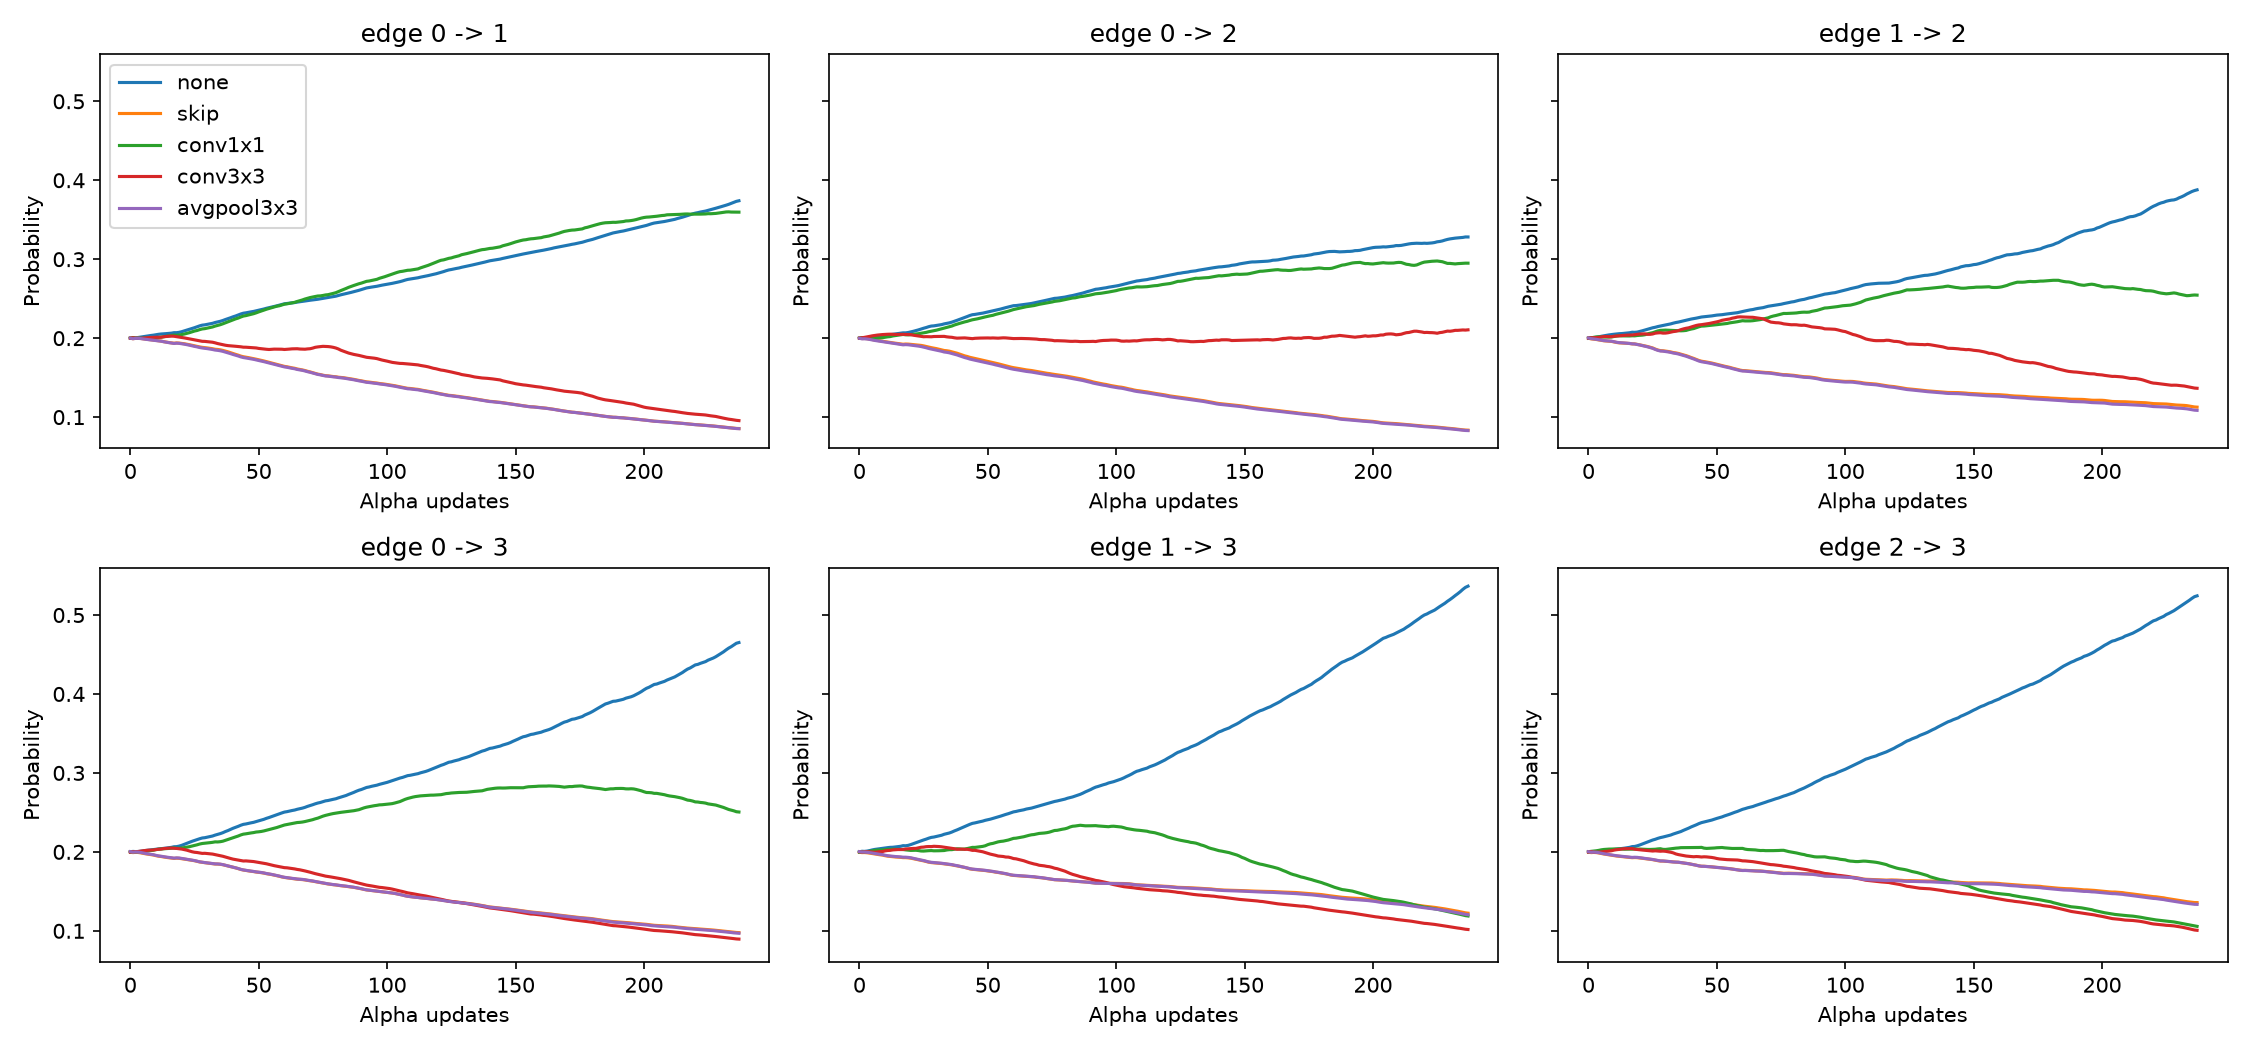 edge 0 -> 1
edge 0 -> 2
edge 1 -> 2
none
skip
conv1x1
conv3x3
avgpool3x3
0.5
0.4
0.3
0.2
0.1
Probability
Probability
Probability
0 50 100 150 200
0 50 100 150 200
0 50 100 150 200
Alpha updates
Alpha updates
Alpha updates
edge 0 -> 3
edge 1 -> 3
edge 2 -> 3
0.5
0.4
0.3
0.2
0.1
Probability
Probability
Probability
0 50 100 150 200
0 50 100 150 200
0 50 100 150 200
Alpha updates
Alpha updates
Alpha updates